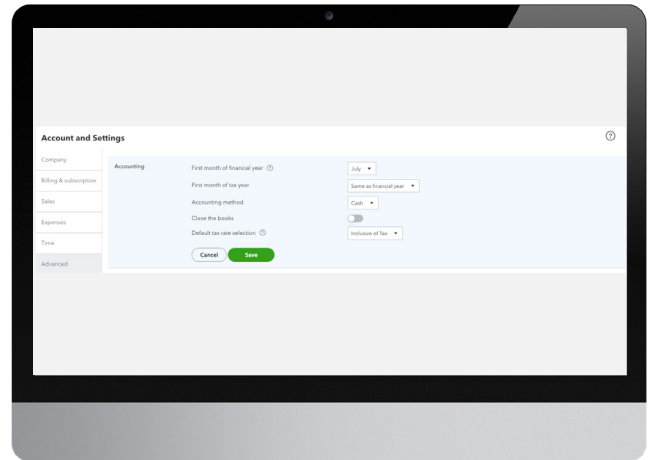 Account and Settings
Company
Billing & subscription
Sales
Expenses
Time
Advanced
Accounting
First month of financial year
July
First month of tax year
Same as financial year
Accounting method
Cash
Close the books
Default tax rate selection
Inclusive of Tax
Cancel
Save